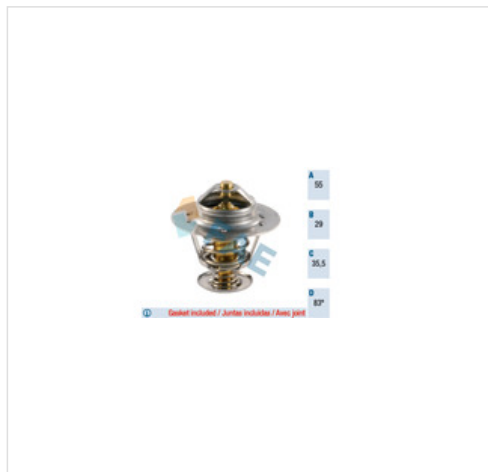 A
55
B
29
C
35,5
D
83°
Gasket included / Juntas incluidas / Avec joint